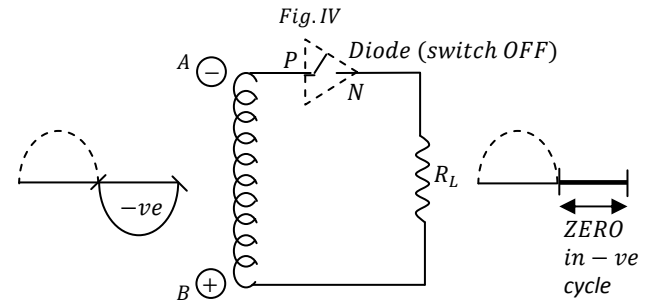 Fig. IV
A
−
P
N
Diode (switch OFF)
−ve
R_L
B
+
ZERO
in − ve
cycle